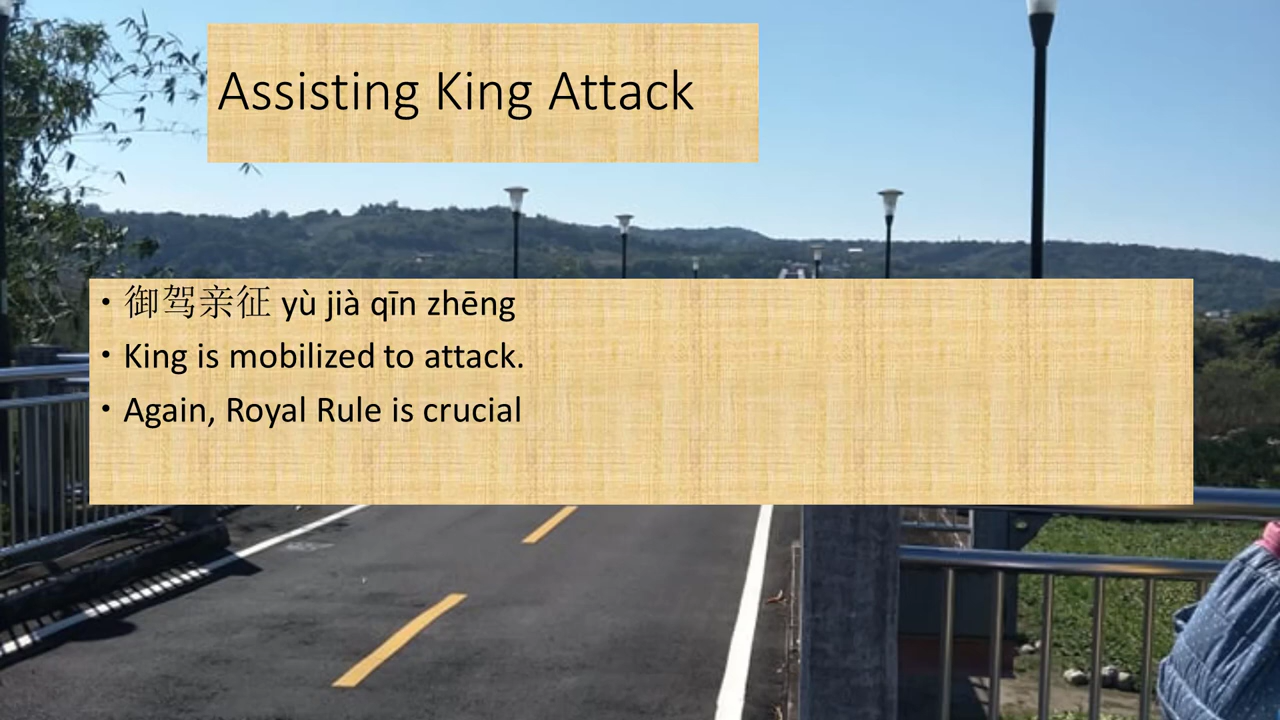 Assisting King Attack
• 御驾亲征 yù jià qīn zhēng
• King is mobilized to attack.
• Again, Royal Rule is crucial